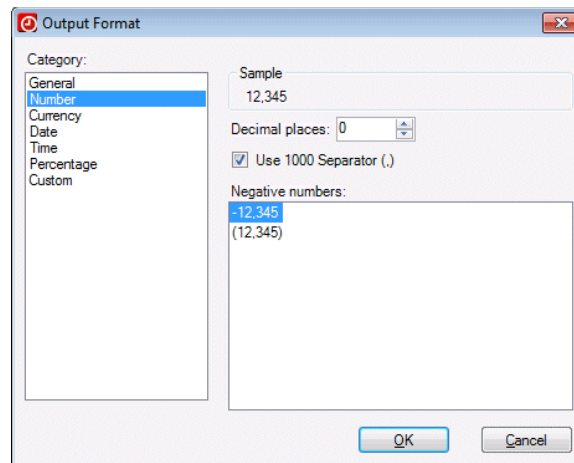 Output Format
Category:
General
Number
Currency
Date
Time
Percentage
Custom
Sample
12,345
Decimal places: 0
Use 1000 Separator (,)
Negative numbers:
-12,345
(12,345)
OK
Cancel